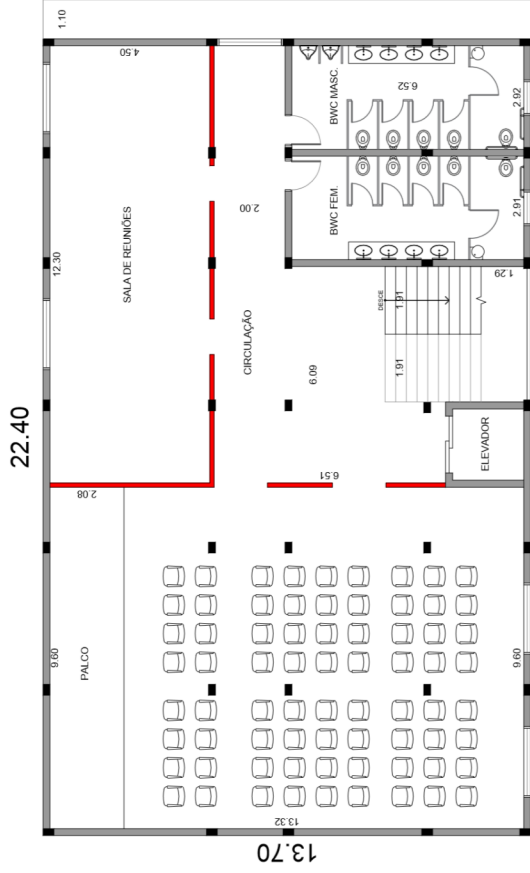 1.10
4.50
BWC MASC.
6.52
2.92
12.30
SALA DE REUNIÕES
2.00
BWC FEM.
2.91
1.29
CIRCULAÇÃO
DESCE
1.91
1.91
6.09
22.40
ELEVADOR
2.08
6.51
9.60
PALCO
9.60
13.32
13.70